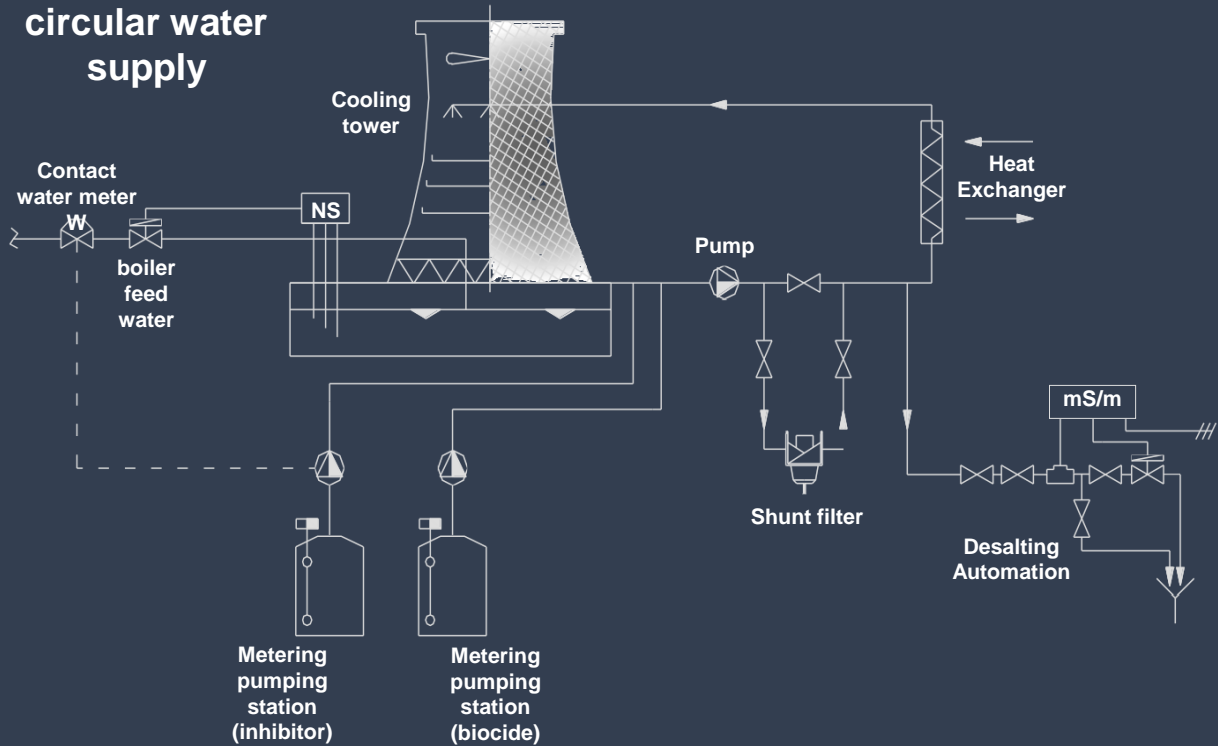 circular water
supply
Cooling
tower
Contact
water meter
W
NS
boiler
feed
water
Pump
Heat
Exchanger
mS/m
Shunt filter
Desalting
Automation
Metering
pumping
station
(inhibitor)
Metering
pumping
station
(biocide)